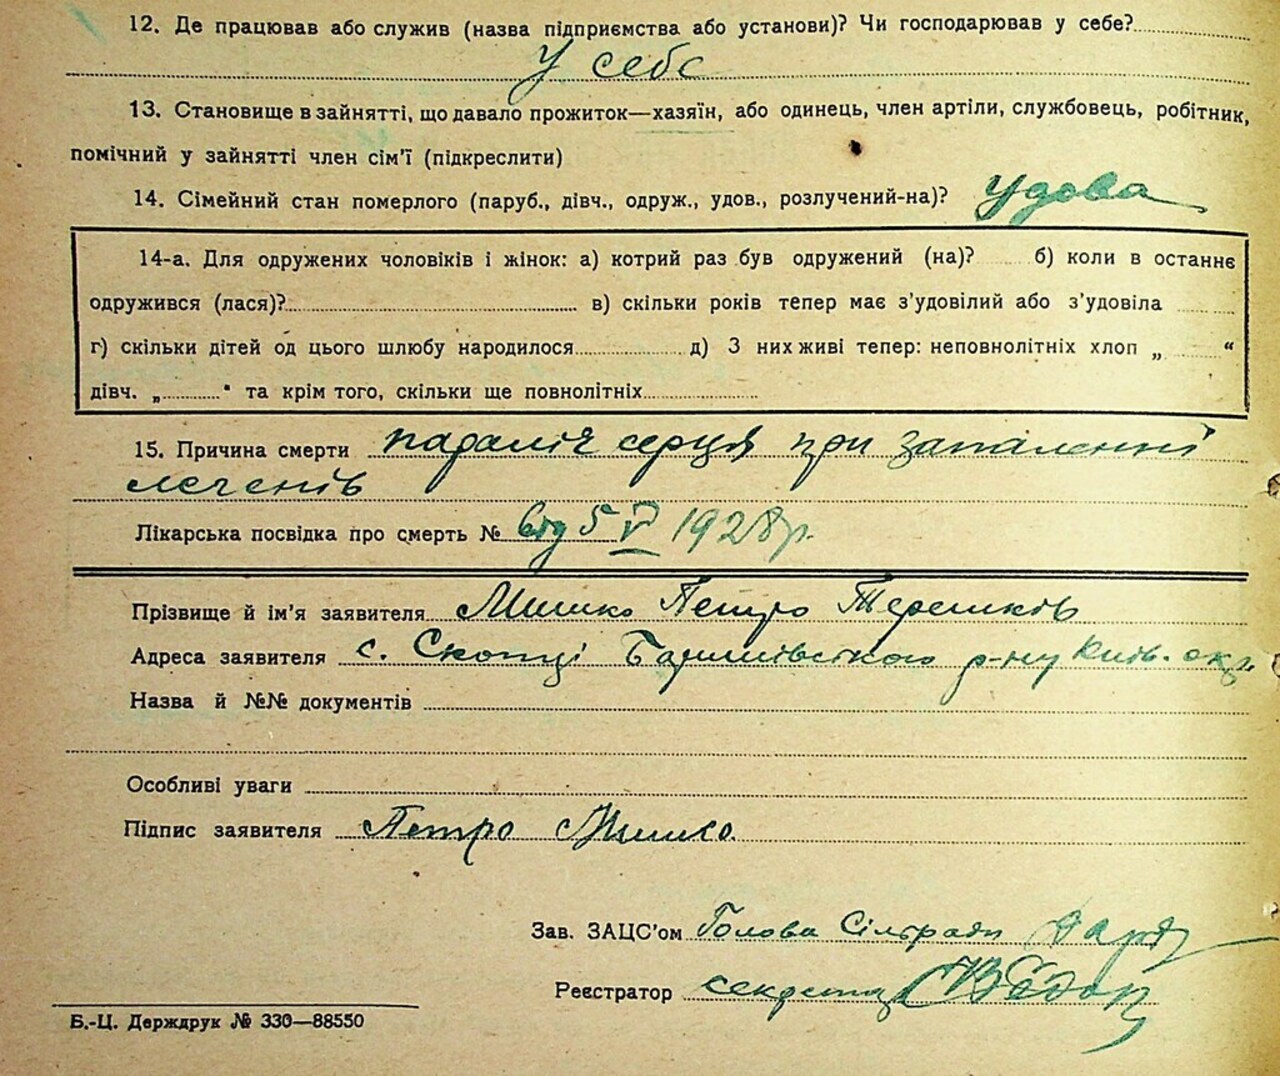 12. Де працював або служив (назва підприємства або установи)? Чи господарював у себе?
У себе
13. Становище в зайнятті, що давало прожиток—хазяїн, або одинець, член артіли, службовець, робітник,
помічний у зайнятті член сім'ї (підкреслити)
14. Сімейний стан померлого (паруб., дівч., одруж., удов., розлучений-на)? Удова
14-а. Для одружених чоловіків і жінок: а) котрий раз був одружений (на)? б) коли в останнє
одружився (лася)? в) скільки років тепер має з'удовілий або з'удовіла
г) скільки дітей од цього шлюбу народилося д) З них живі тепер: неповнолітніх хлоп „ “
дівч. „ " та крім того, скільки ще повнолітніх
15. Причина смерти параліч серця при запаленні
легенів
Лікарська посвідка про смерть № від 5 V 1928 р.
Прізвище й ім'я заявителя Мишко Петро Терешків
Адреса заявителя с. Скопці Баришівського р-ну Київ. окр.
Назва й №№ документів
Особливі уваги
Підпис заявителя Петро Мишко
Зав. ЗАЦС'ом Голова Сільради
Реєстратор секретар
Б.-Ц. Держдрук № 330—88550